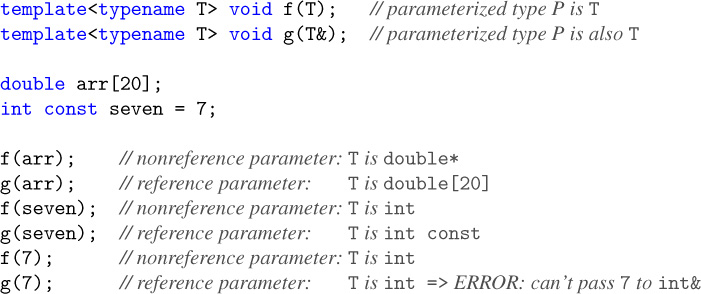 template<typename T> void f(T); // parameterized type P is T
template<typename T> void g(T&); // parameterized type P is also T
double arr[20];
int const seven = 7;
f(arr); // nonreference parameter: T is double*
g(arr); // reference parameter: T is double[20]
f(seven); // nonreference parameter: T is int
g(seven); // reference parameter: T is int const
f(7); // nonreference parameter: T is int
g(7); // reference parameter: T is int => ERROR: can't pass 7 to int&